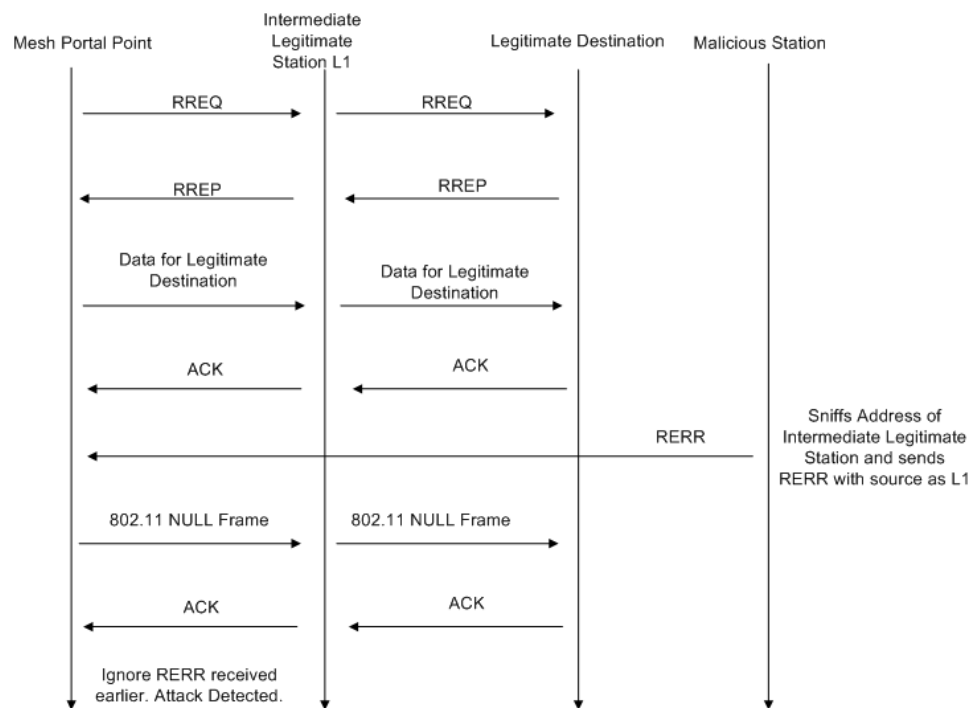 Mesh Portal Point
Intermediate
Legitimate
Station L1
Legitimate Destination
Malicious Station
RREQ
RREQ
RREP
RREP
Data for Legitimate
Destination
Data for Legitimate
Destination
ACK
ACK
Sniffs Address of
Intermediate Legitimate
Station and sends
RERR with source as L1
RERR
802.11 NULL Frame
802.11 NULL Frame
ACK
ACK
Ignore RERR received
earlier. Attack Detected.